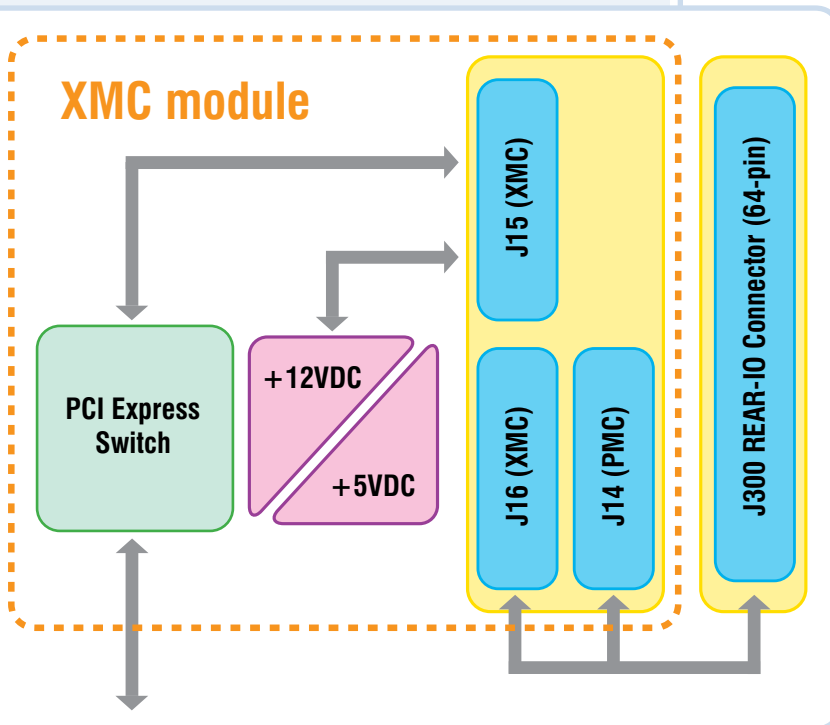 XMC module
J15 (XMC)
J300 REAR-IO Connector (64-pin)
PCI Express
Switch
+12VDC
+5VDC
J16 (XMC)
J14 (PMC)